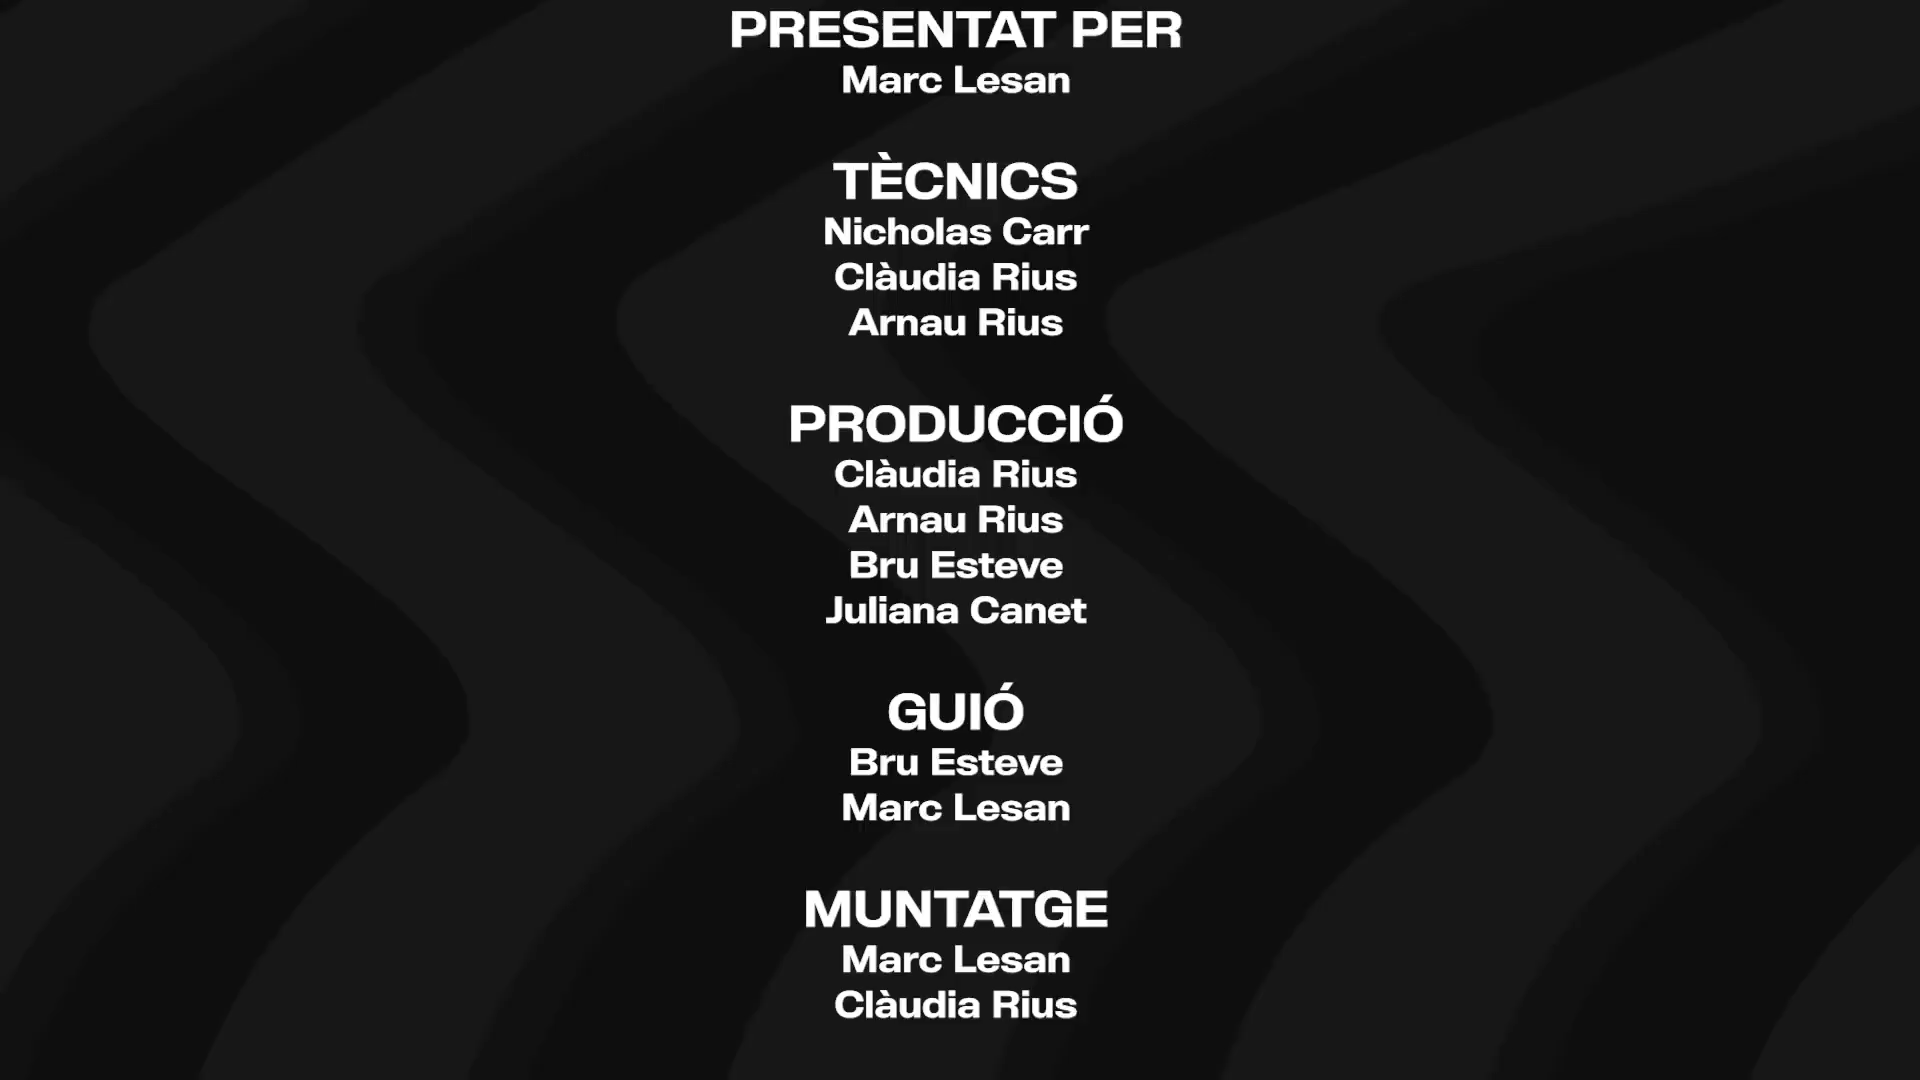 PRESENTAT PER
Marc Lesan
TÈCNICS
Nicholas Carr
Clàudia Rius
Arnau Rius
PRODUCCIÓ
Clàudia Rius
Arnau Rius
Bru Esteve
Juliana Canet
GUIÓ
Bru Esteve
Marc Lesan
MUNTATGE
Marc Lesan
Clàudia Rius